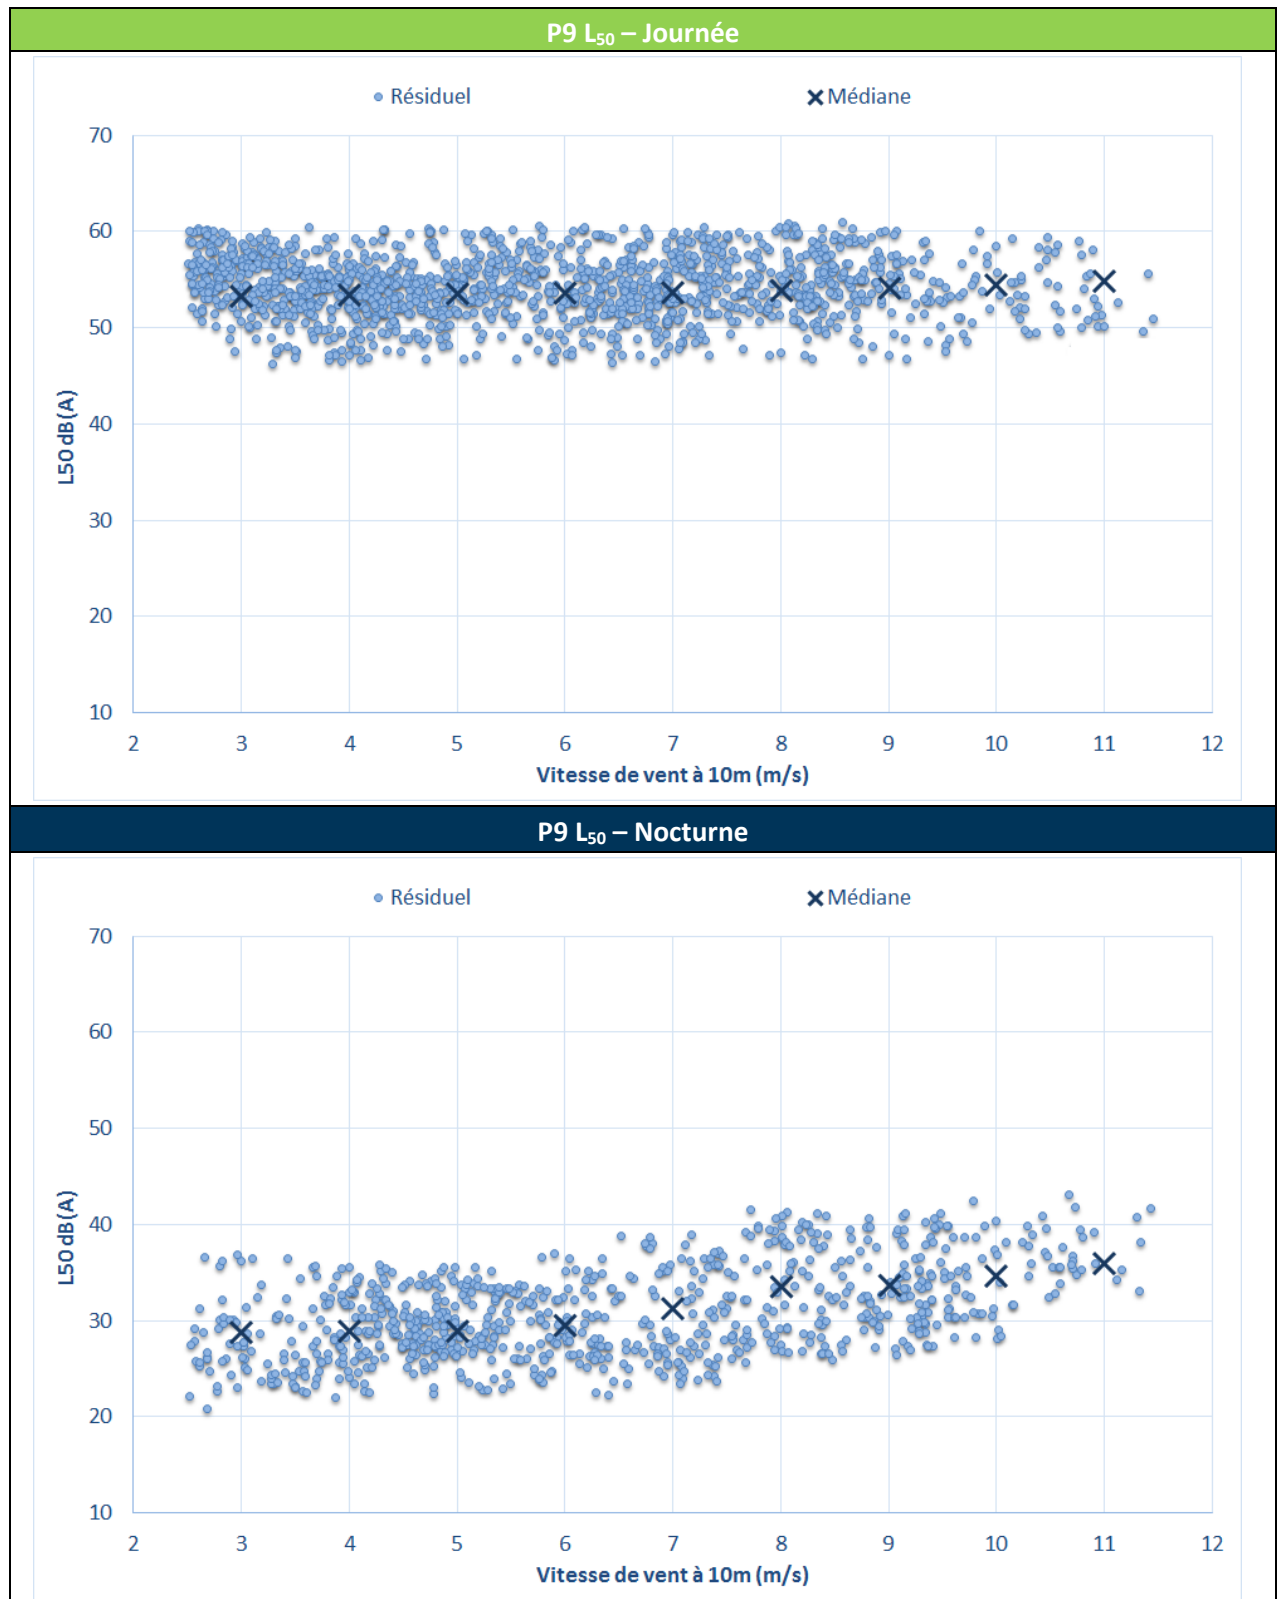 P9 L50 – Journée
Résiduel Médiane
70
60
50
40
30
20
10
L50 dB(A)
2 3 4 5 6 7 8 9 10 11 12
Vitesse de vent à 10m (m/s)
P9 L50 – Nocturne
Résiduel Médiane
70
60
50
40
30
20
10
L50 dB(A)
2 3 4 5 6 7 8 9 10 11 12
Vitesse de vent à 10m (m/s)